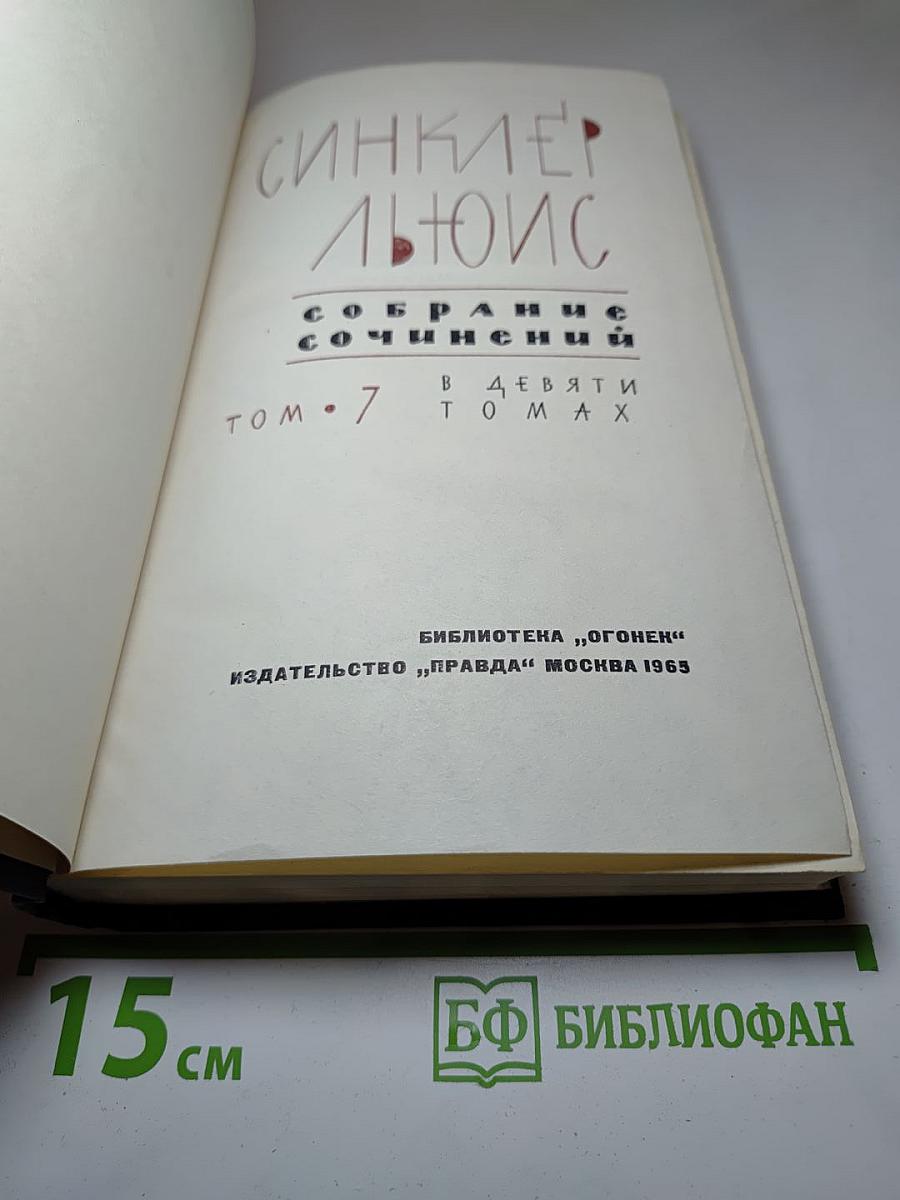 СИНКЛЕР
ЛЬЮИС
СОБРАНИЕ
СОЧИНЕНИЙ
ТОМ • 7
В ДЕВЯТИ
ТОМАХ
БИБЛИОТЕКА „ОГОНЕК“
ИЗДАТЕЛЬСТВО „ПРАВДА“ МОСКВА 1965
15 см
БФ БИБЛИОФАН